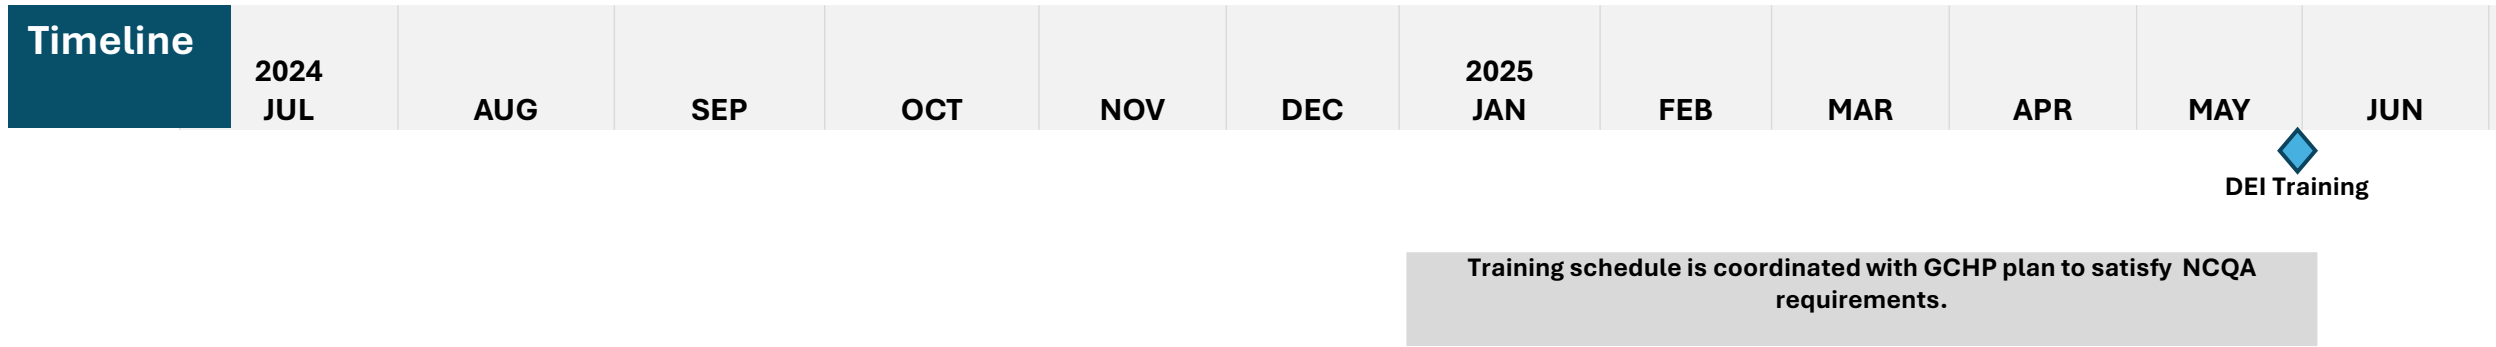 Timeline
2024
2025
JUL AUG SEP OCT NOV DEC JAN FEB MAR APR MAY JUN
DEI Training
Training schedule is coordinated with GCHP plan to satisfy  NCQA
requirements.